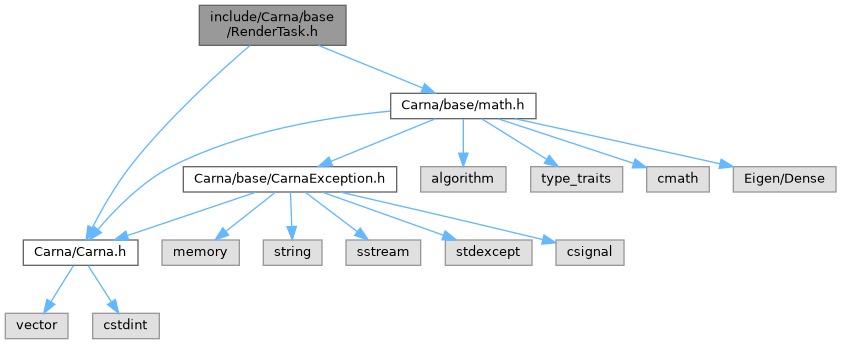 include/Carna/base
/RenderTask.h
Carna/base/math.h
Carna/base/CarnaException.h
algorithm
type_traits
cmath
Eigen/Dense
Carna/Carna.h
memory
string
sstream
stdexcept
csignal
vector
cstdint